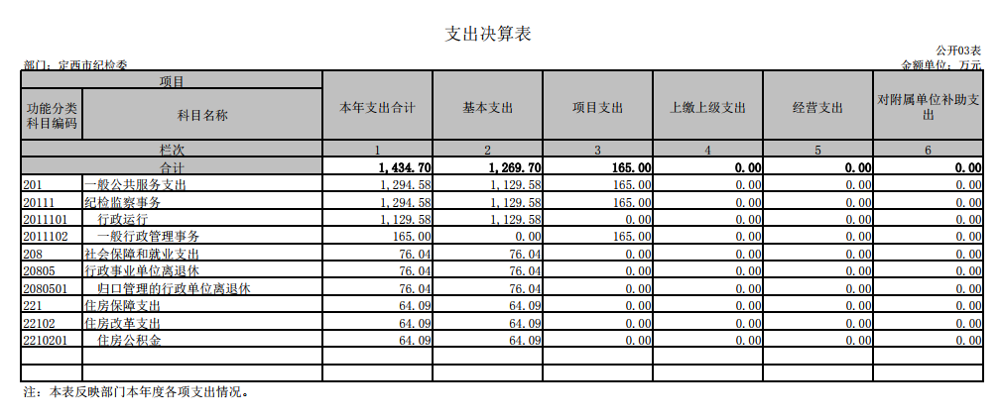 支出决算表
公开03表
部门：定西市纪检委 金额单位：万元
项目 本年支出合计 基本支出 项目支出 上缴上级支出 经营支出 对附属单位补助支出
功能分类科目编码 科目名称
栏次 1 2 3 4 5 6
合计 1,434.70 1,269.70 165.00 0.00 0.00 0.00
201 一般公共服务支出 1,294.58 1,129.58 165.00 0.00 0.00 0.00
20111 纪检监察事务 1,294.58 1,129.58 165.00 0.00 0.00 0.00
2011101 行政运行 1,129.58 1,129.58 0.00 0.00 0.00 0.00
2011102 一般行政管理事务 165.00 0.00 165.00 0.00 0.00 0.00
208 社会保障和就业支出 76.04 76.04 0.00 0.00 0.00 0.00
20805 行政事业单位离退休 76.04 76.04 0.00 0.00 0.00 0.00
2080501 归口管理的行政单位离退休 76.04 76.04 0.00 0.00 0.00 0.00
221 住房保障支出 64.09 64.09 0.00 0.00 0.00 0.00
22102 住房改革支出 64.09 64.09 0.00 0.00 0.00 0.00
2210201 住房公积金 64.09 64.09 0.00 0.00 0.00 0.00
注：本表反映部门本年度各项支出情况。